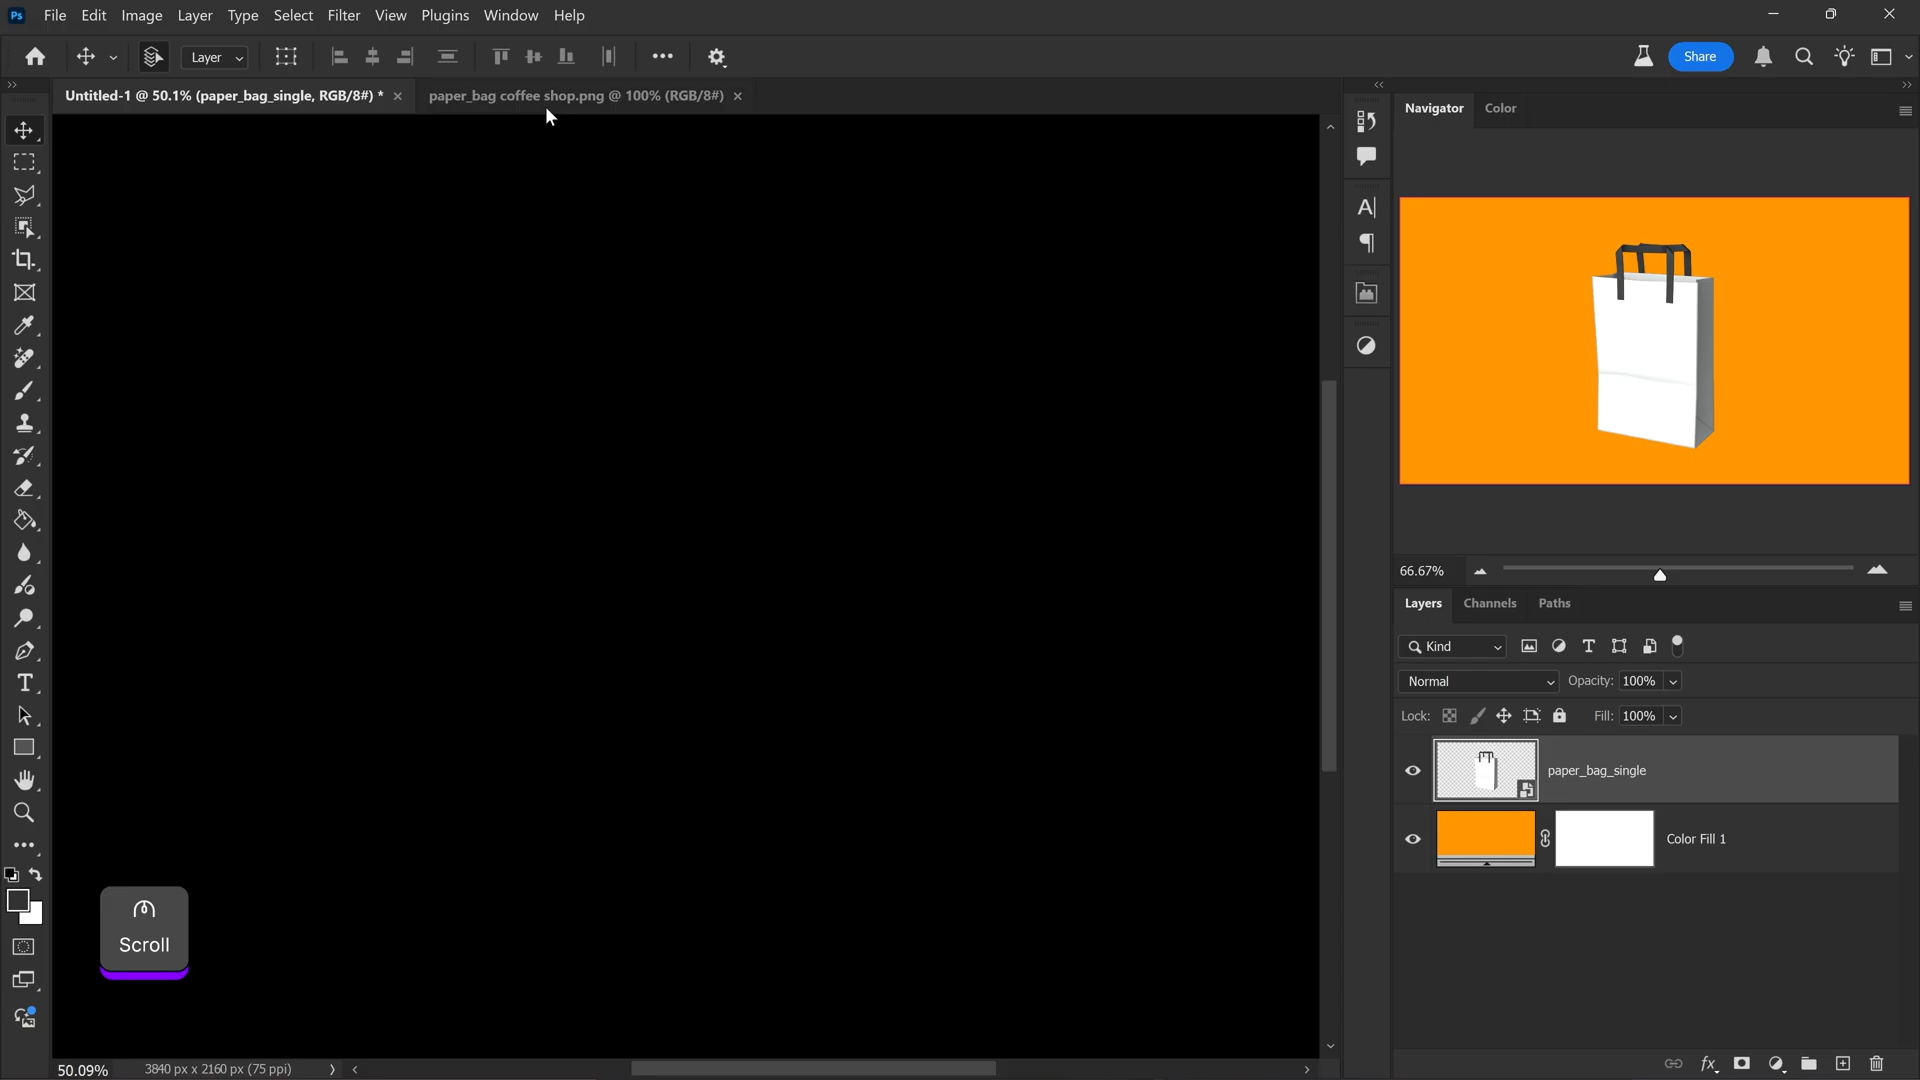 Ps File Edit Image Layer Type Select Filter View Plugins Window Help
Layer
Share
Untitled-1 @ 50.1% (paper_bag_single, RGB/8#) *
paper_bag coffee shop.png @ 100% (RGB/8#)
Navigator Color
66.67%
Layers Channels Paths
Kind
Normal Opacity: 100%
Lock: Fill: 100%
paper_bag_single
Color Fill 1
Scroll
50.09% 3840 px x 2160 px (75 ppi)